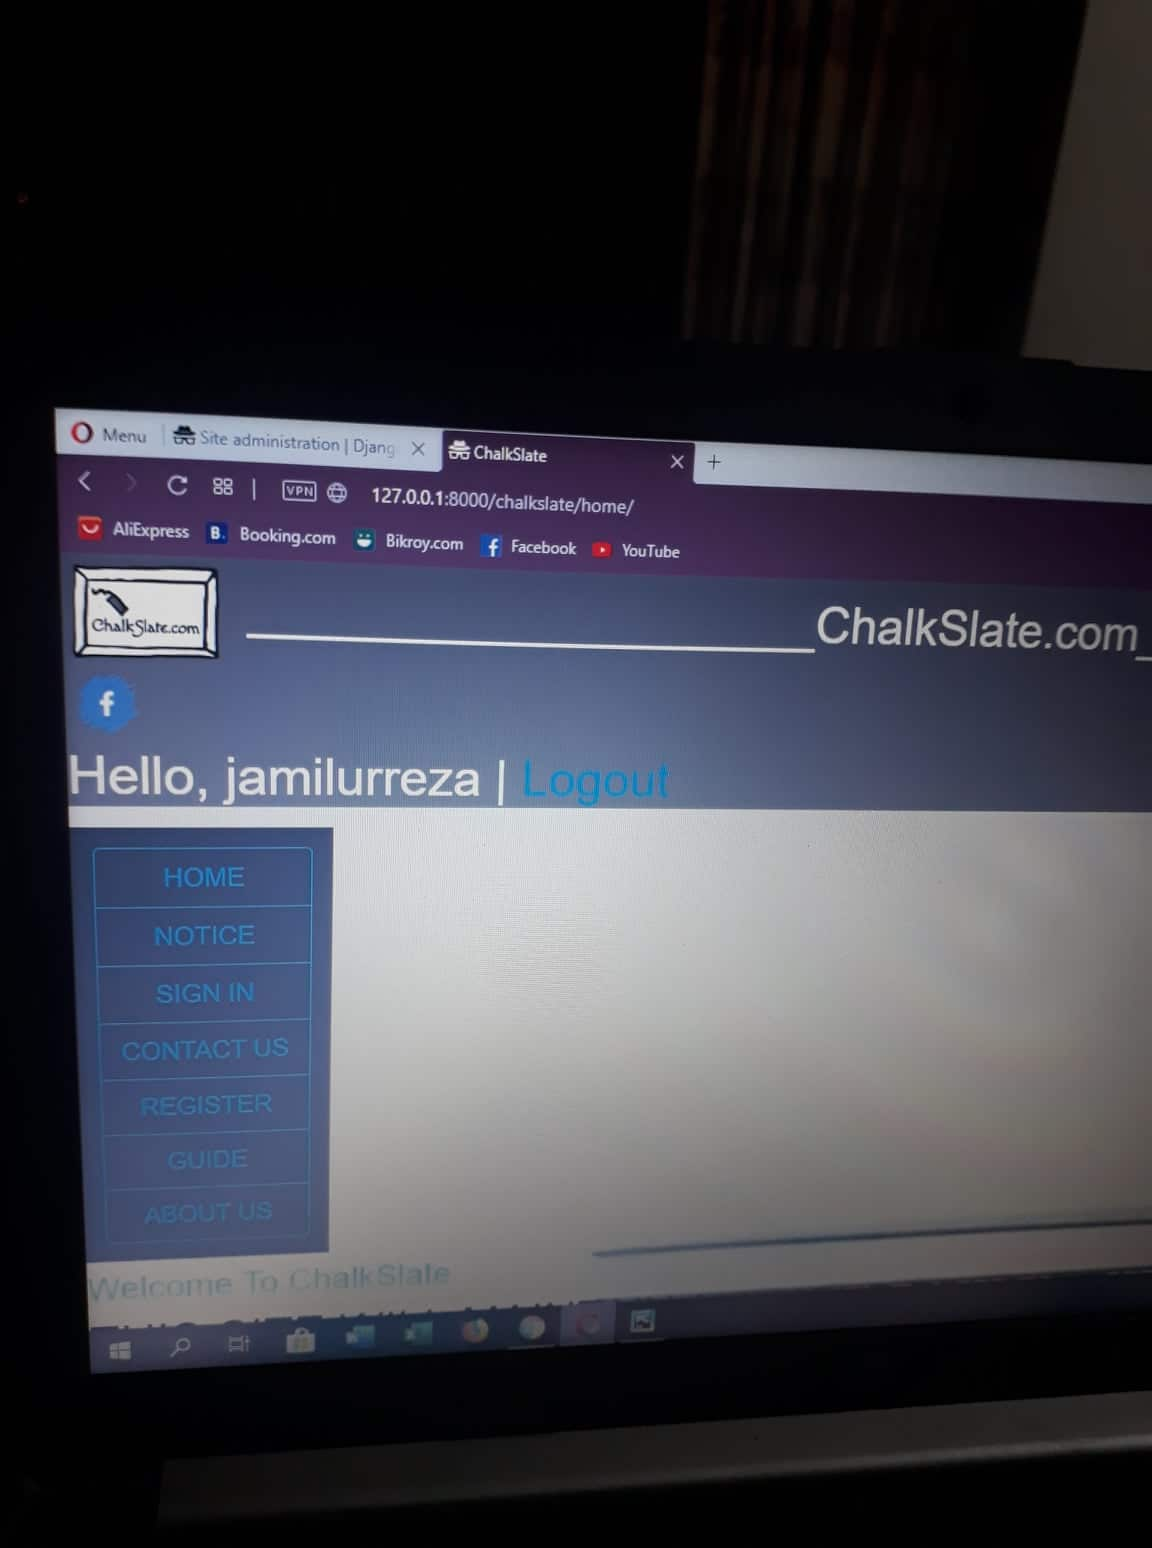 Menu
Site administration | Djang
ChalkSlate
VPN
127.0.0.1:8000/chalkslate/home/
AliExpress
B.
Booking.com
Bikroy.com
Facebook
YouTube
ChalkSlate.com
ChalkSlate.com
Hello, jamilurreza | Logout
HOME
NOTICE
SIGN IN
CONTACT US
REGISTER
GUIDE
ABOUT US
Welcome To ChalkSlate